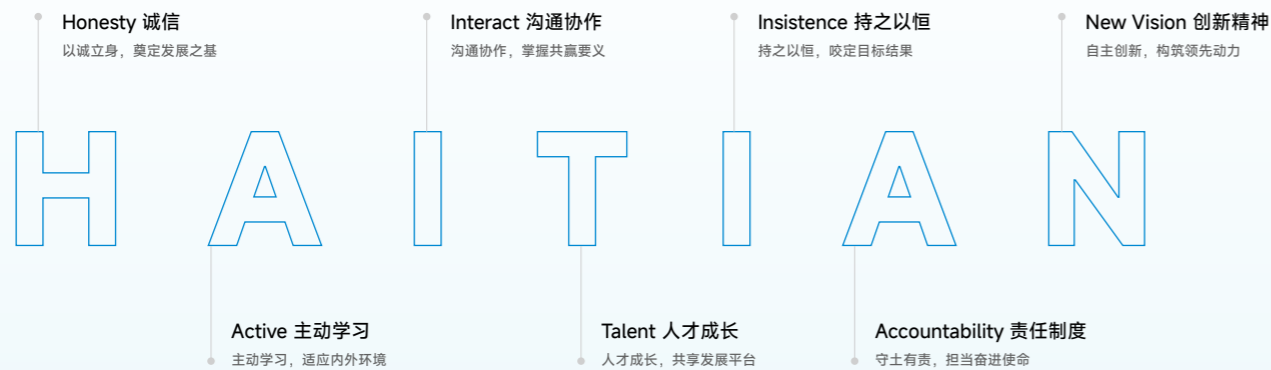 Honesty 诚信
以诚立身，奠定发展之基
Interact 沟通协作
沟通协作，掌握共赢要义
Insistence 持之以恒
持之以恒，咬定目标结果
New Vision 创新精神
自主创新，构筑领先动力
HAITIAN
Active 主动学习
主动学习，适应内外环境
Talent 人才成长
人才成长，共享发展平台
Accountability 责任制度
守土有责，担当奋进使命